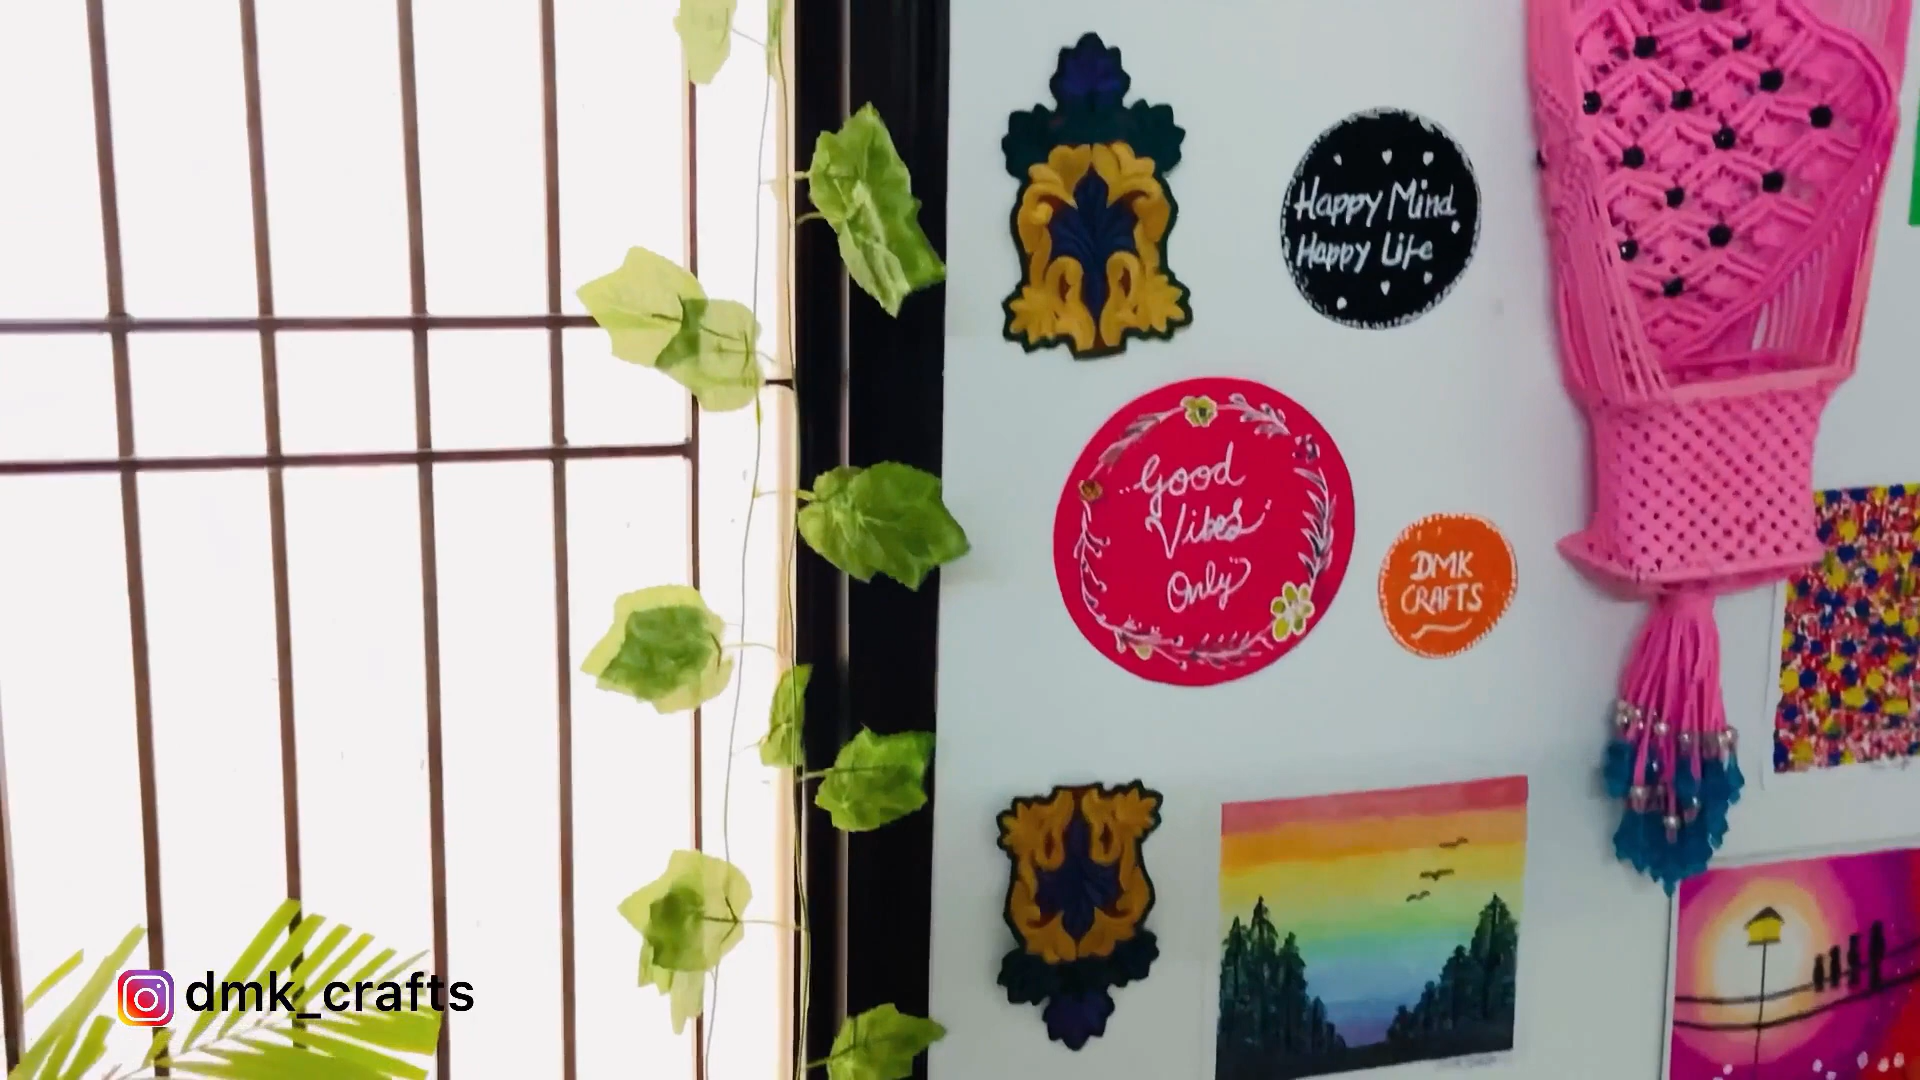 Happy Mind
Happy Life
Good
Vibes
Only
DMK
CRAFTS
dmk_crafts